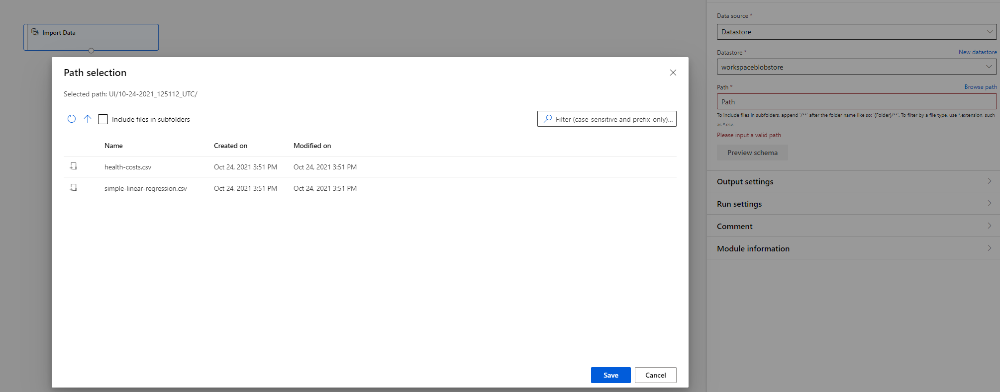 Import Data
Path selection
Selected path: UI/10-24-2021_125112_UTC/
Include files in subfolders
Filter (case-sensitive and prefix-only)...
Name Created on Modified on
health-costs.csv Oct 24, 2021 3:51 PM Oct 24, 2021 3:51 PM
simple-linear-regression.csv Oct 24, 2021 3:51 PM Oct 24, 2021 3:51 PM
Save Cancel
Data source *
Datastore
Datastore * New datastore
workspaceblobstore
Path * Browse path
Path
To include files in subfolders, append '/**' after the folder name like so: '{Folder}/**'. To filter by a file type, use *.extension, such
as *.csv.
Please input a valid path
Preview schema
Output settings
Run settings
Comment
Module information